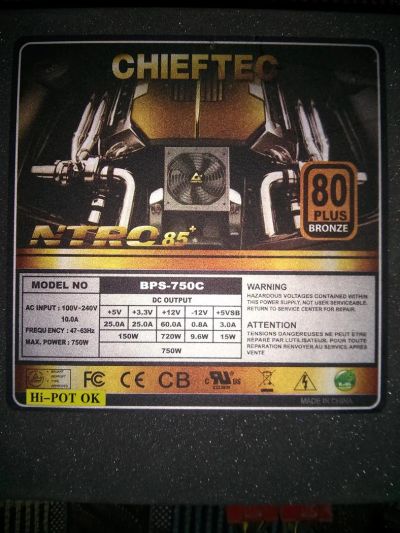 CHIEFTEC
80
PLUS
BRONZE
NTRO 85+
MODEL NO BPS-750C
AC INPUT : 100V-240V
10.0A
FREQUENCY : 47-63Hz
MAX. POWER : 750W
DC OUTPUT
+5V +3.3V +12V -12V +5VSB
25.0A 25.0A 60.0A 0.8A 3.0A
150W 720W 9.6W 15W
750W
WARNING
HAZARDOUS VOLTAGES CONTAINED WITHIN
THIS POWER SUPPLY, NOT USER SERVICEABLE.
RETURN TO SERVICE CENTER FOR REPAIR.
ATTENTION
TENSIONS DANGEREUSES NE PEUT ETRE
REPARE PAR L'UTILISATEUR. POUR TOUTE
REPARATION RENVOYER AU SERVICE APRES
VENTE
FC CE CB c RU us
Hi-POT OK
MADE IN CHINA